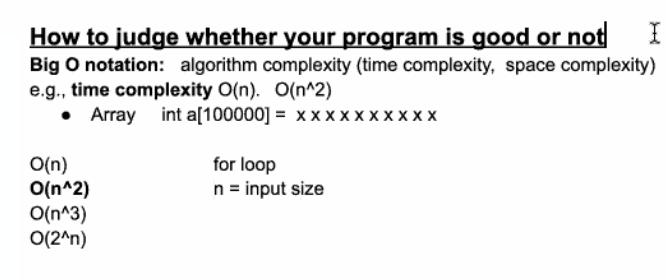 How to judge whether your program is good or not
Big O notation: algorithm complexity (time complexity, space complexity)
e.g., time complexity O(n). O(n^2)
● Array int a[100000] = x x x x x x x x x x
O(n) for loop
O(n^2) n = input size
O(n^3)
O(2^n)